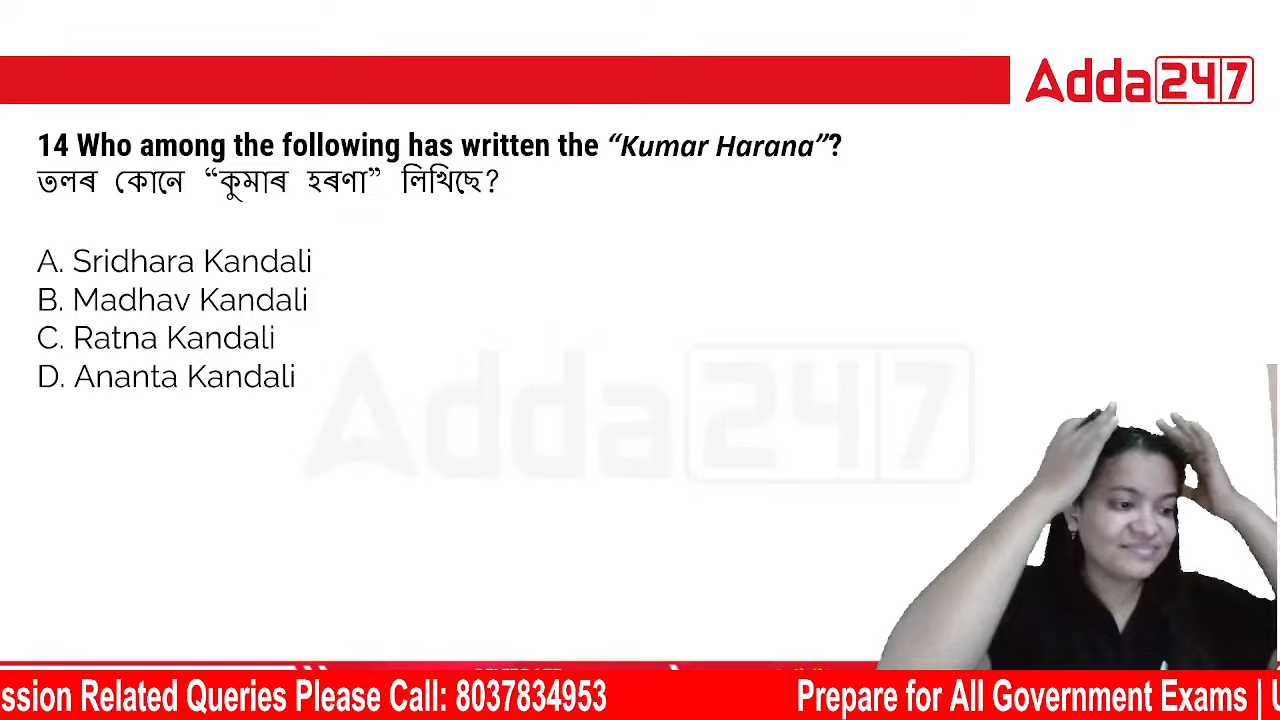 Adda247
14 Who among the following has written the “Kumar Harana”?
তলৰ কোনে “কুমাৰ হৰণা” লিখিছে?
A. Sridhara Kandali
B. Madhav Kandali
C. Ratna Kandali
D. Ananta Kandali
Adda247
ssion Related Queries Please Call: 8037834953 Prepare for All Government Exams |